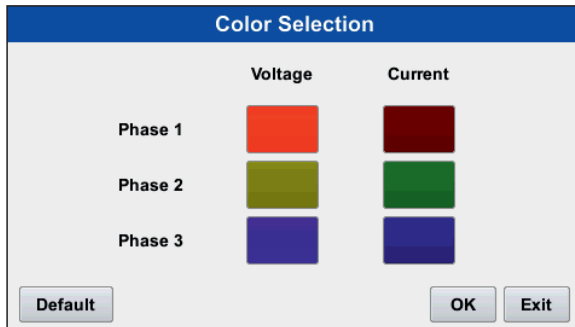 Color Selection
Voltage Current
Phase 1
Phase 2
Phase 3
Default OK Exit